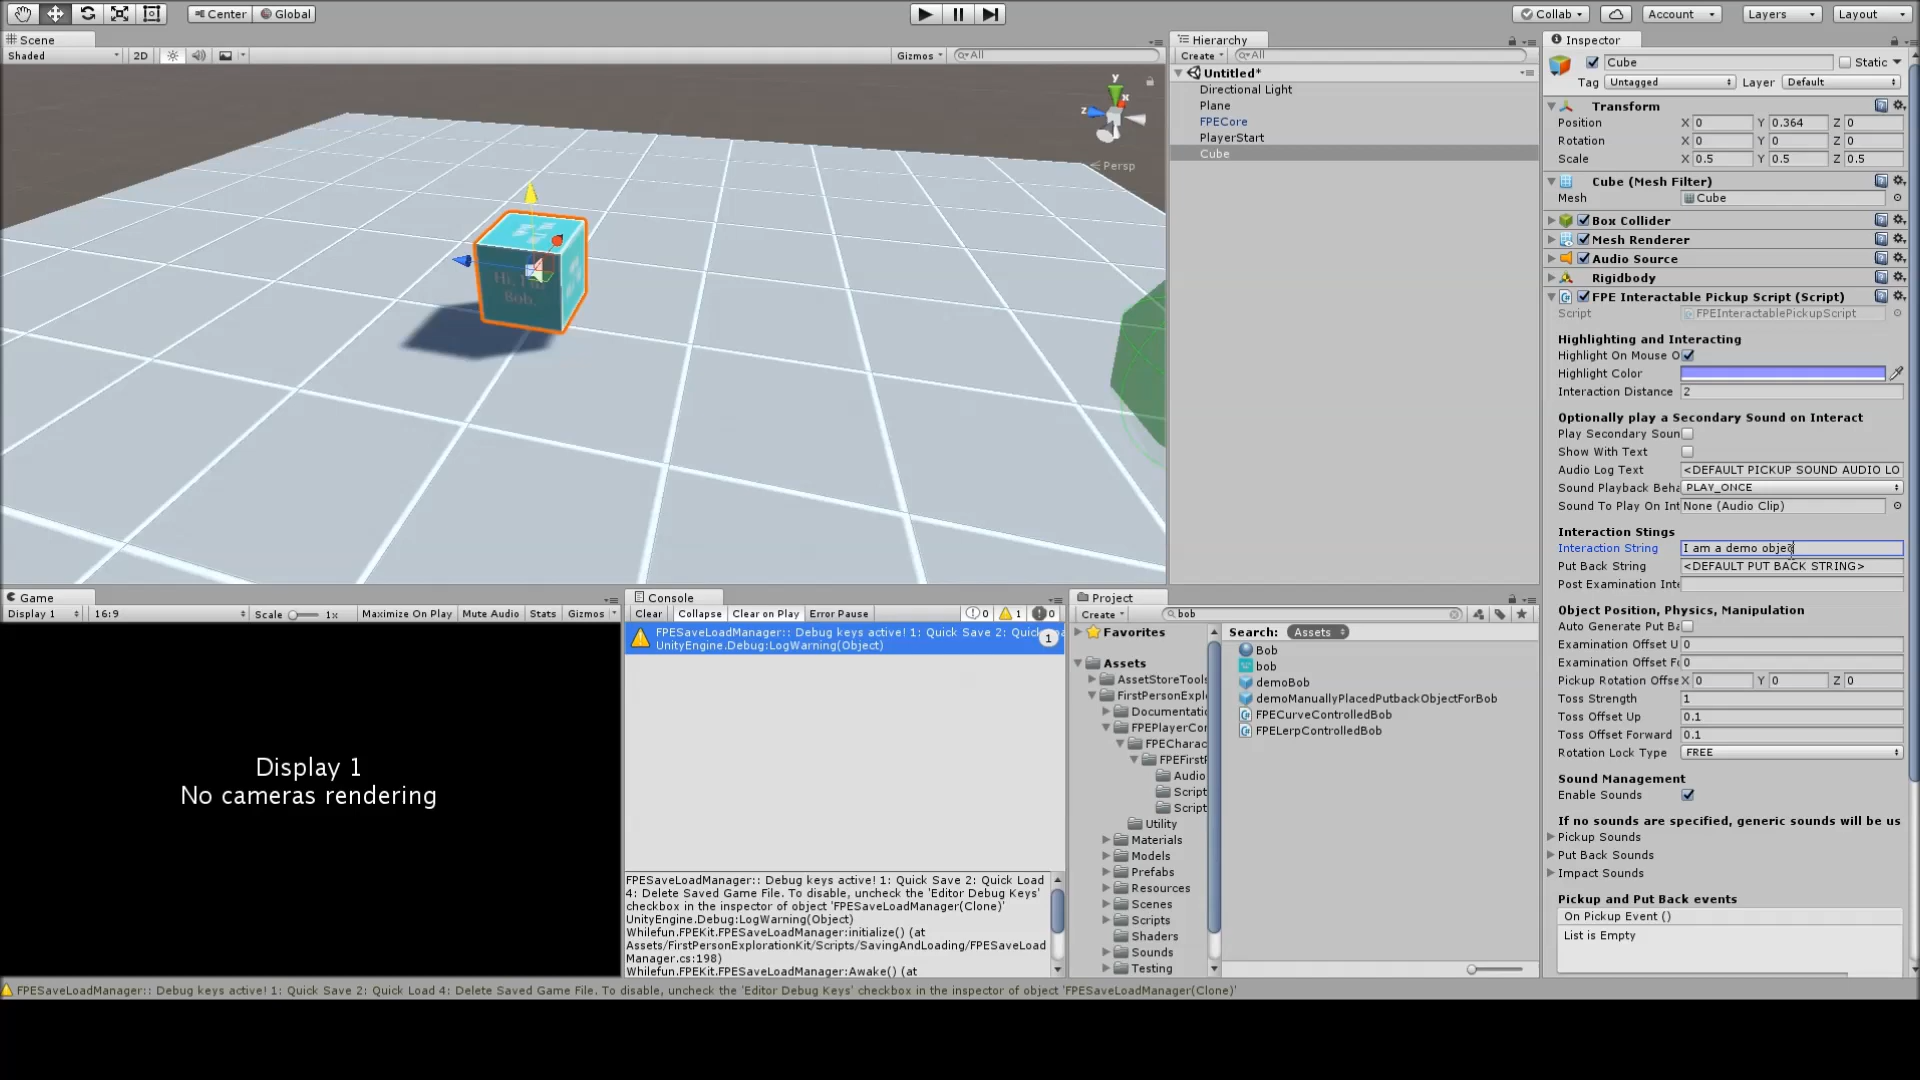 Center Global Collab Account Layers Layout
Scene
Shaded 2D Gizmos All
y
x
z
Persp
Hi, I'm
Bob.
Hierarchy
Create All
Untitled*
Directional Light
Plane
FPECore
PlayerStart
Cube
Inspector
Cube Static
Tag Untagged Layer Default
Transform
Position X 0 Y 0.364 Z 0
Rotation X 0 Y 0 Z 0
Scale X 0.5 Y 0.5 Z 0.5
Cube (Mesh Filter)
Mesh Cube
Box Collider
Mesh Renderer
Audio Source
Rigidbody
FPE Interactable Pickup Script (Script)
Script FPEInteractablePickupScript
Highlighting and Interacting
Highlight On Mouse O
Highlight Color
Interaction Distance 2
Optionally play a Secondary Sound on Interact
Play Secondary Soun
Show With Text
Audio Log Text <DEFAULT PICKUP SOUND AUDIO LO
Sound Playback Beha PLAY_ONCE
Sound To Play On Int None (Audio Clip)
Interaction Stings
Interaction String I am a demo objec
Put Back String <DEFAULT PUT BACK STRING>
Post Examination Inte
Object Position, Physics, Manipulation
Auto Generate Put Ba
Examination Offset U 0
Examination Offset Fo 0
Pickup Rotation Offse X 0 Y 0 Z 0
Toss Strength 1
Toss Offset Up 0.1
Toss Offset Forward 0.1
Rotation Lock Type FREE
Sound Management
Enable Sounds
If no sounds are specified, generic sounds will be us
Pickup Sounds
Put Back Sounds
Impact Sounds
Pickup and Put Back events
On Pickup Event ()
List is Empty
Game
Display 1 16:9 Scale 1x Maximize On Play Mute Audio Stats Gizmos
Display 1
No cameras rendering
Console
Clear Collapse Clear on Play Error Pause 0 1 0
FPESaveLoadManager:: Debug keys active! 1: Quick Save 2: Quick Loa
UnityEngine.Debug:LogWarning(Object)
1
FPESaveLoadManager:: Debug keys active! 1: Quick Save 2: Quick Load
4: Delete Saved Game File. To disable, uncheck the 'Editor Debug Keys'
checkbox in the inspector of object 'FPESaveLoadManager(Clone)'
UnityEngine.Debug:LogWarning(Object)
Whilefun.FPEKit.FPESaveLoadManager:initialize() (at
Assets/FirstPersonExplorationKit/Scripts/SavingAndLoading/FPESaveLoad
Manager.cs:198)
Whilefun.FPEKit.FPESaveLoadManager:Awake() (at
Project
Create bob
Favorites
Assets
AssetStoreTools
FirstPersonExpl
Documentatio
FPEPlayerCon
FPECharac
FPEFirstP
Audio
Script
Script
Utility
Materials
Models
Prefabs
Resources
Scenes
Scripts
Shaders
Sounds
Testing
Search: Assets
Bob
bob
demoBob
demoManuallyPlacedPutbackObjectForBob
FPECurveControlledBob
FPELerpControlledBob
FPESaveLoadManager:: Debug keys active! 1: Quick Save 2: Quick Load 4: Delete Saved Game File. To disable, uncheck the 'Editor Debug Keys' checkbox in the inspector of object 'FPESaveLoadManager(Clone)'